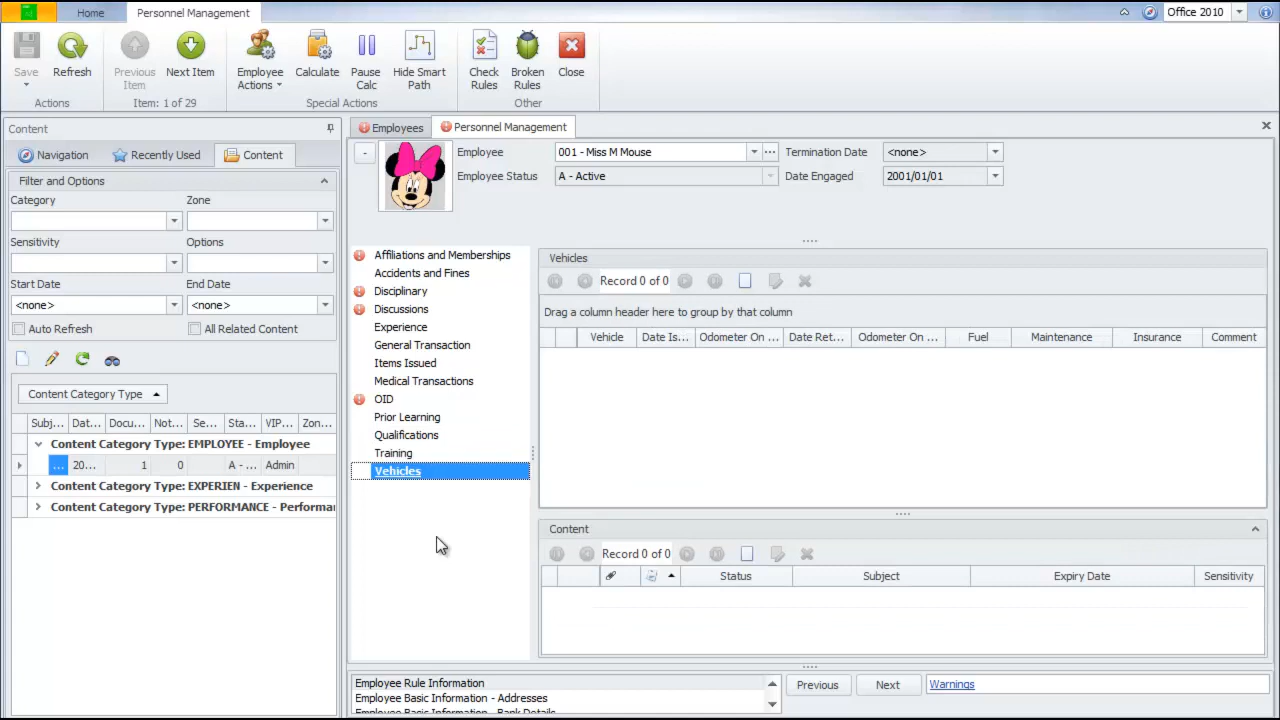 Home
Personnel Management
Office 2010
Save
Refresh
Previous
Item
Next Item
Employee
Actions
Calculate
Pause
Calc
Hide Smart
Path
Check
Rules
Broken
Rules
Close
Actions
Item: 1 of 29
Special Actions
Other
Content
Navigation
Recently Used
Content
Filter and Options
Category
Zone
Sensitivity
Options
Start Date
End Date
<none>
<none>
Auto Refresh
All Related Content
Content Category Type
Subj...
Dat...
Docu...
Not...
Se...
Sta...
VIP...
Zon...
Content Category Type: EMPLOYEE - Employee
...
20...
1
0
A - ...
Admin
Content Category Type: EXPERIEN - Experience
Content Category Type: PERFORMANCE - Performa
Employees
Personnel Management
-
Employee
001 - Miss M Mouse
Termination Date
<none>
Employee Status
A - Active
Date Engaged
2001/01/01
Affiliations and Memberships
Accidents and Fines
Disciplinary
Discussions
Experience
General Transaction
Items Issued
Medical Transactions
OID
Prior Learning
Qualifications
Training
Vehicles
Vehicles
Record 0 of 0
Drag a column header here to group by that column
Vehicle
Date Is...
Odometer On ...
Date Ret...
Odometer On ...
Fuel
Maintenance
Insurance
Comment
Content
Record 0 of 0
Status
Subject
Expiry Date
Sensitivity
Employee Rule Information
Employee Basic Information - Addresses
Employee Basic Information - Bank Details
Previous
Next
Warnings